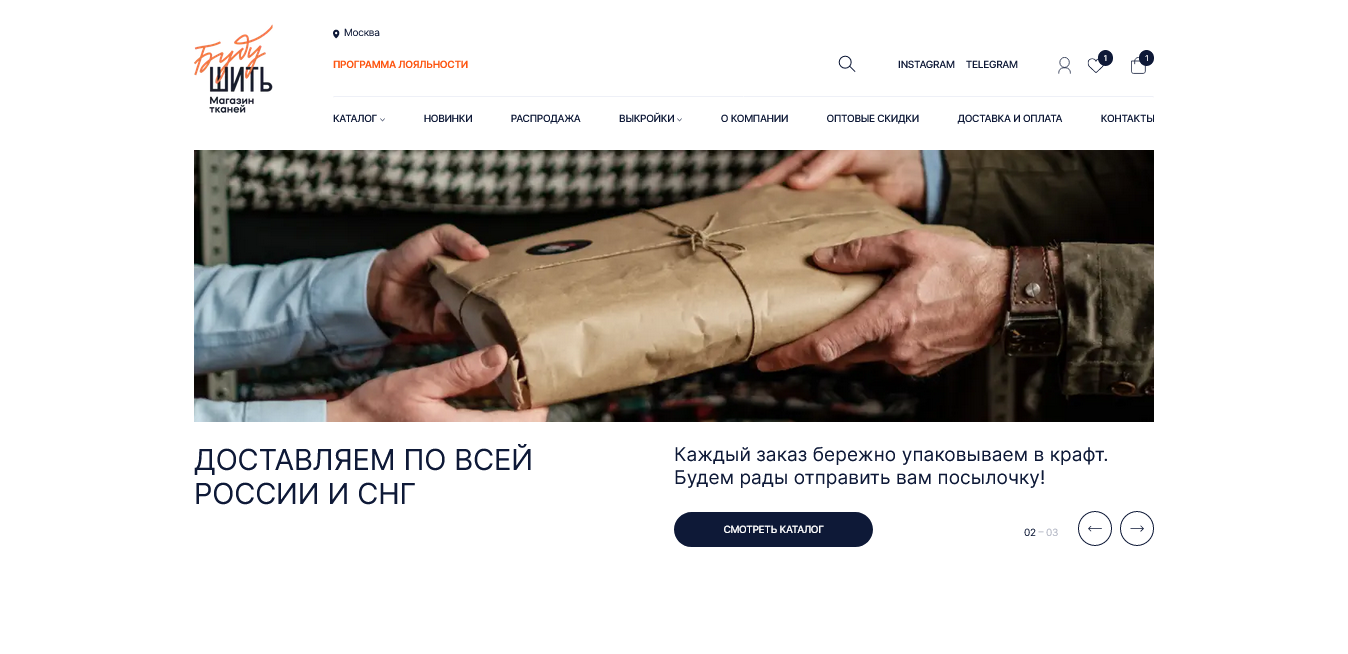 Буду
ШИТЬ
Магазин
тканей
Москва
ПРОГРАММА ЛОЯЛЬНОСТИ
INSTAGRAM TELEGRAM
1
1
КАТАЛОГ НОВИНКИ РАСПРОДАЖА ВЫКРОЙКИ О КОМПАНИИ ОПТОВЫЕ СКИДКИ ДОСТАВКА И ОПЛАТА КОНТАКТЫ
ДОСТАВЛЯЕМ ПО ВСЕЙ
РОССИИ И СНГ
Каждый заказ бережно упаковываем в крафт.
Будем рады отправить вам посылочку!
СМОТРЕТЬ КАТАЛОГ
02 – 03